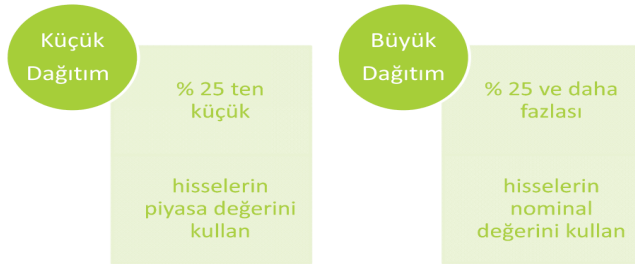 Küçük
Dağıtım
% 25 ten
küçük
hisselerin
piyasa değerini
kullan
Büyük
Dağıtım
% 25 ve daha
fazlası
hisselerin
nominal
değerini kullan